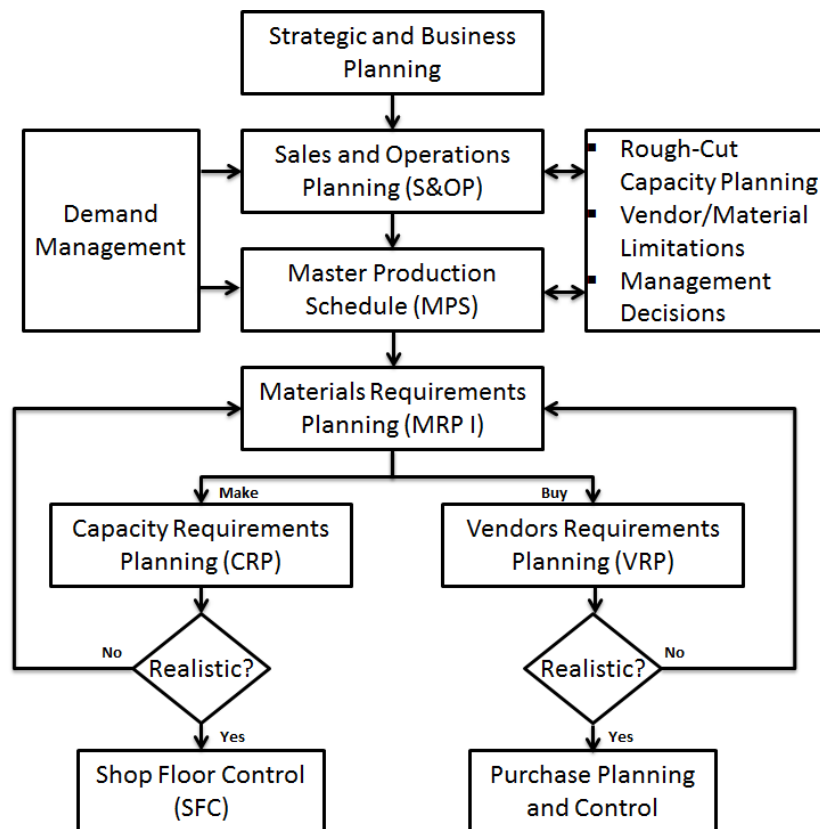 Strategic and Business
Planning
Sales and Operations
Planning (S&OP)
Demand
Management
▪ Rough-Cut
Capacity Planning
▪ Vendor/Material
Limitations
▪ Management
Decisions
Master Production
Schedule (MPS)
Materials Requirements
Planning (MRP I)
Make
Buy
Capacity Requirements
Planning (CRP)
Vendors Requirements
Planning (VRP)
No
Realistic?
Realistic?
No
Yes
Yes
Shop Floor Control
(SFC)
Purchase Planning
and Control